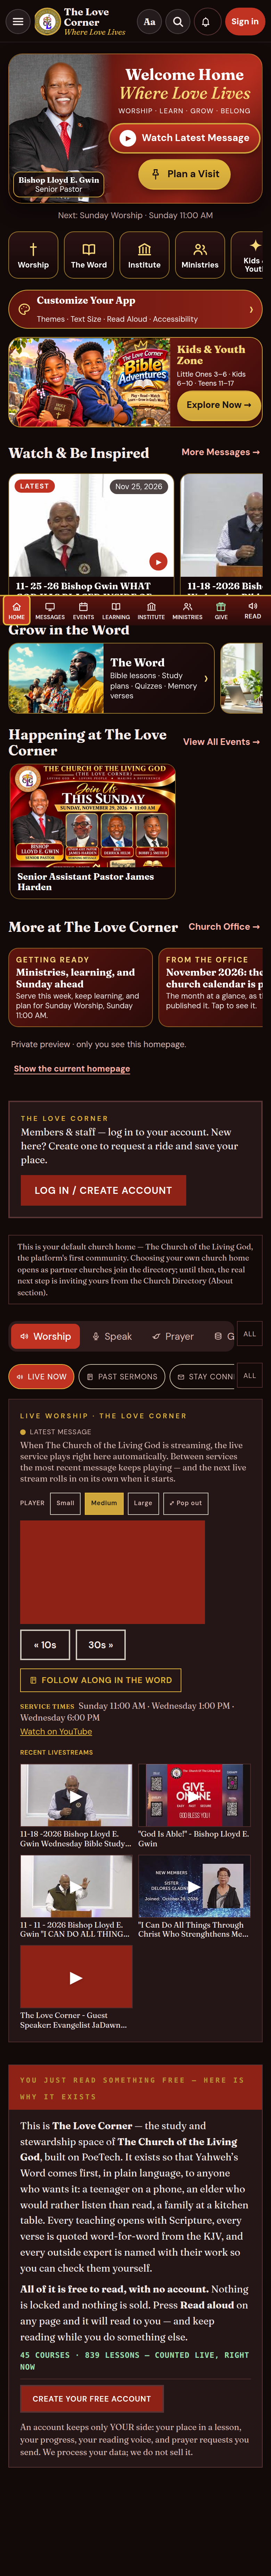 The Love
Corner
Where Love Lives
Aa
Sign in
Welcome Home
Where Love Lives
WORSHIP · LEARN · GROW · BELONG
Watch Latest Message
Plan a Visit
Bishop Lloyd E. Gwin
Senior Pastor
Next: Sunday Worship · Sunday 11:00 AM
Worship
The Word
Institute
Ministries
Kids &
Youth
Customize Your App
Themes · Text Size · Read Aloud · Accessibility
The Love Corner
Bible
Adventures
Kids & Youth
Zone
Little Ones 3–6 · Kids
6–10 · Teens 11–17
Explore Now →
Watch & Be Inspired
More Messages →
LATEST
Nov 25, 2026
11- 25 -26 Bishop Gwin WHAT
11-18 -2026 Bish
HOME
MESSAGES
EVENTS
LEARNING
INSTITUTE
MINISTRIES
GIVE
READ
Grow in the Word
The Word
Bible lessons · Study
plans · Quizzes · Memory
verses
Happening at The Love
Corner
View All Events →
THE CHURCH OF THE LIVING GOD
(THE LOVE CORNER)
Join Us
THIS SUNDAY
SUNDAY, NOVEMBER 29, 2026 • 11:00 AM
BISHOP
LLOYD E. GWIN
SENIOR PASTOR
Senior Assistant Pastor James
Harden
More at The Love Corner
Church Office →
GETTING READY
Ministries, learning, and
Sunday ahead
Serve this week, keep learning, and
plan for Sunday Worship, Sunday
11:00 AM.
FROM THE OFFICE
November 2026: the
church calendar is p
The month at a glance, as t
published it. Tap to see it.
Private preview · only you see this homepage.
Show the current homepage
THE LOVE CORNER
Members & staff — log in to your account. New
here? Create one to request a ride and save your
place.
LOG IN / CREATE ACCOUNT
This is your default church home — The Church of the Living God,
the platform's first community. Choosing your own church home
opens as partner churches join the directory; until then, the real
next step is inviting yours from the Church Directory (About
section).
Worship
Speak
Prayer
G
ALL
LIVE NOW
PAST SERMONS
STAY CONN
ALL
LIVE WORSHIP · THE LOVE CORNER
LATEST MESSAGE
When The Church of the Living God is streaming, the live
service plays right here automatically. Between services
the most recent message keeps playing — and the next live
stream rolls in on its own when it starts.
PLAYER
Small
Medium
Large
⤢ Pop out
« 10s
30s »
FOLLOW ALONG IN THE WORD
SERVICE TIMES Sunday 11:00 AM · Wednesday 1:00 PM ·
Wednesday 6:00 PM
Watch on YouTube
RECENT LIVESTREAMS
GIVE
ONLINE
GOD BLESS YOU!
11-18 -2026 Bishop Lloyd E.
Gwin Wednesday Bible Study...
"God Is Able!" - Bishop Lloyd E.
Gwin
NEW MEMBERS
SISTER
11 - 11 - 2026 Bishop Lloyd E.
Gwin "I CAN DO ALL THING...
"I Can Do All Things Through
Christ Who Strenghthens Me...
The Love Corner - Guest
Speaker: Evangelist JaDawn...
YOU JUST READ SOMETHING FREE — HERE IS
WHY IT EXISTS
This is The Love Corner — the study and
stewardship space of The Church of the Living
God, built on PoeTech. It exists so that Yahweh's
Word comes first, in plain language, to anyone
who wants it: a teenager on a phone, an elder who
would rather listen than read, a family at a kitchen
table. Every teaching opens with Scripture, every
verse is quoted word-for-word from the KJV, and
every outside expert is named with their work so
you can check them yourself.
All of it is free to read, with no account. Nothing
is locked and nothing is sold. Press Read aloud on
any page and it will read to you — and keep
reading while you do something else.
45 COURSES · 839 LESSONS — COUNTED LIVE, RIGHT
NOW
CREATE YOUR FREE ACCOUNT
An account keeps only YOUR side: your place in a lesson,
your progress, your reading voice, and prayer requests you
send. We process your data; we do not sell it.